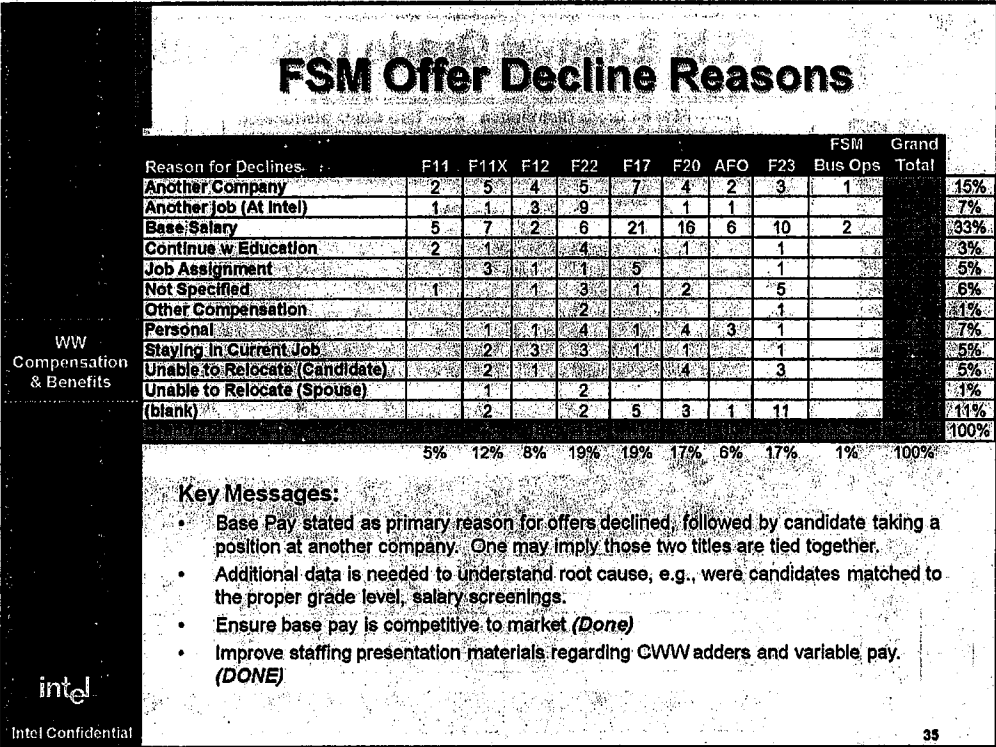 FSM Offer Decline Reasons
FSM Grand
Reason for Declines F11 F11X F12 F22 F17 F20 AFO F23 Bus Ops Total
Another Company 2 5 4 5 7 4 2 3 1 15%
Another job (At Intel) 1 1 3 9 1 1 7%
Base Salary 5 7 2 6 21 16 6 10 2 33%
Continue w Education 2 1 4 1 1 3%
Job Assignment 3 1 1 5 1 5%
Not Specified 1 1 3 1 2 5 6%
Other Compensation 2 1 1%
Personal 1 1 4 1 4 3 1 7%
Staying in Current Job 2 3 3 1 1 1 5%
Unable to Relocate (Candidate) 2 1 4 3 5%
Unable to Relocate (Spouse) 1 2 1%
(blank) 2 2 5 3 1 11 11%
100%
5% 12% 8% 19% 19% 17% 6% 17% 1% 100%
WW
Compensation
& Benefits
Key Messages:
• Base Pay stated as primary reason for offers declined, followed by candidate taking a
position at another company. One may imply those two titles are tied together.
• Additional data is needed to understand root cause, e.g., were candidates matched to
the proper grade level, salary screenings.
• Ensure base pay is competitive to market (Done)
• Improve staffing presentation materials regarding CWW adders and variable pay.
(DONE)
intel
Intel Confidential
35